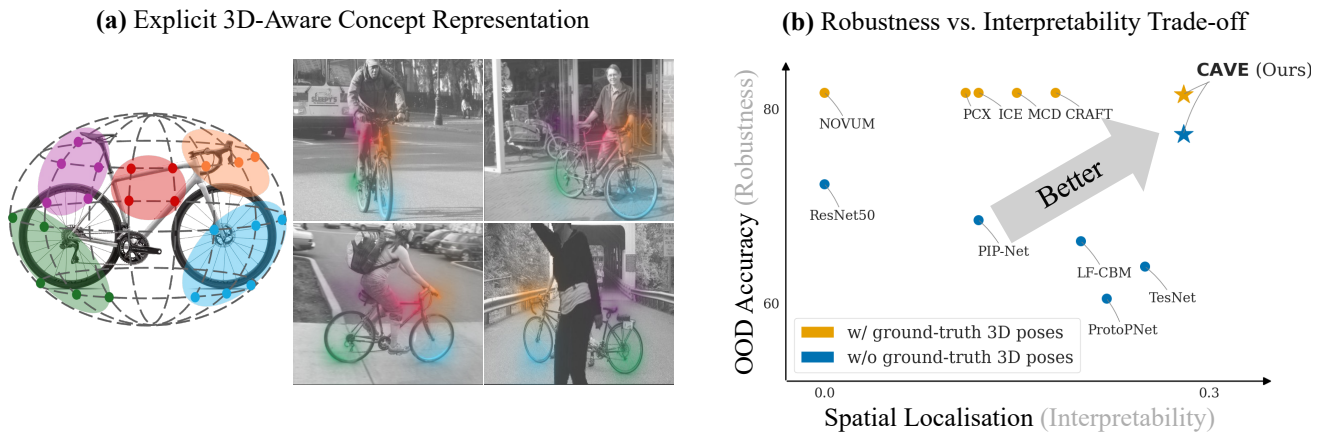 (a) Explicit 3D-Aware Concept Representation
(b) Robustness vs. Interpretability Trade-off
OOD Accuracy (Robustness)
80
60
CAVE (Ours)
NOVUM
PCX ICE MCD CRAFT
ResNet50
Better
PIP-Net
LF-CBM
TesNet
ProtoPNet
w/ ground-truth 3D poses
w/o ground-truth 3D poses
0.0 0.3
Spatial Localisation (Interpretability)